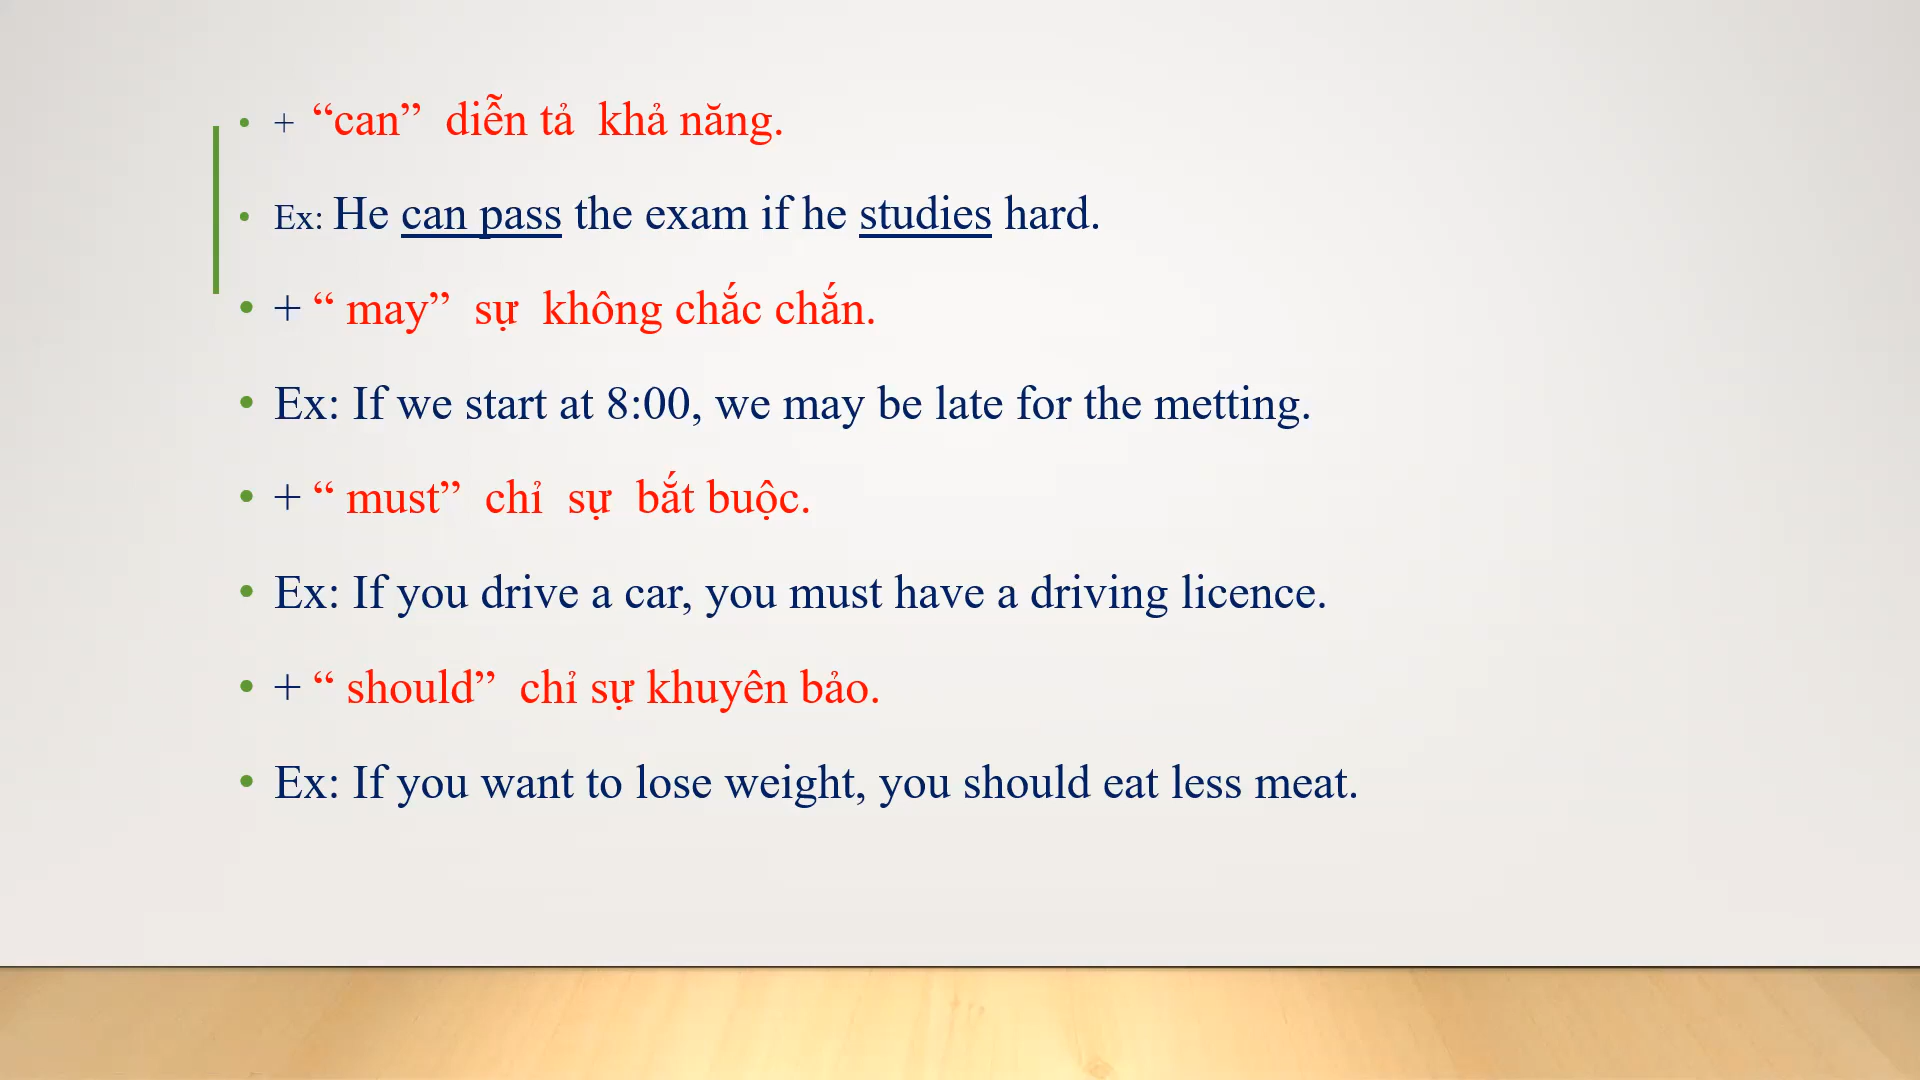 • + “can” diễn tả khả năng.
• Ex: He can pass the exam if he studies hard.
• + “ may” sự không chắc chắn.
• Ex: If we start at 8:00, we may be late for the metting.
• + “ must” chỉ sự bắt buộc.
• Ex: If you drive a car, you must have a driving licence.
• + “ should” chỉ sự khuyên bảo.
• Ex: If you want to lose weight, you should eat less meat.